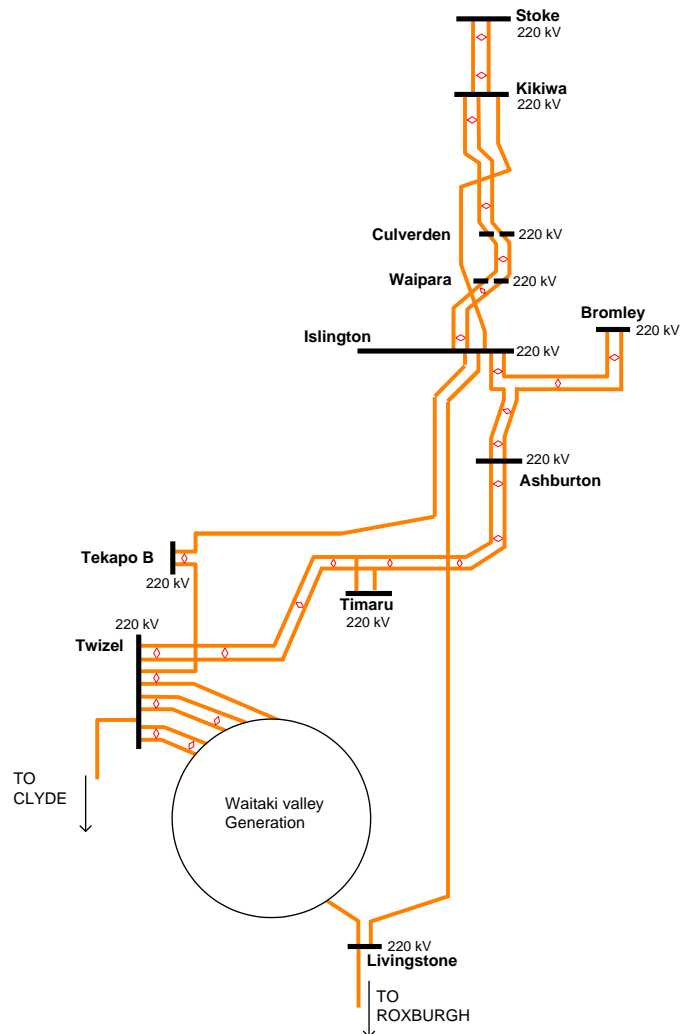 Stoke
220 kV
Kikiwa
220 kV
Culverden
220 kV
Waipara
220 kV
Bromley
220 kV
Islington
220 kV
220 kV
Ashburton
Tekapo B
220 kV
Timaru
220 kV
220 kV
Twizel
TO
CLYDE
Waitaki valley
Generation
220 kV
Livingstone
TO
ROXBURGH